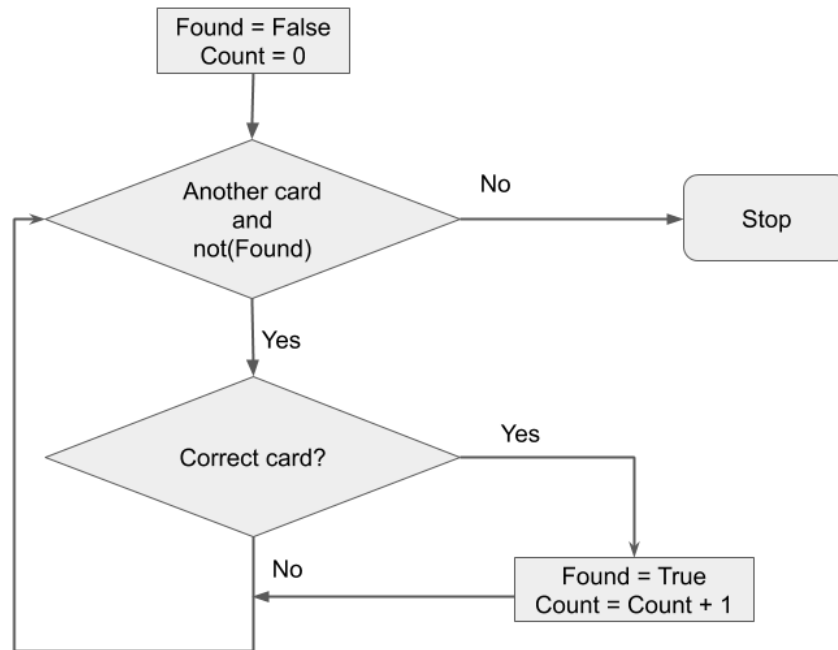 Found = False
Count = 0
Another card
and
not(Found)
No
Stop
Yes
Correct card?
Yes
No
Found = True
Count = Count + 1